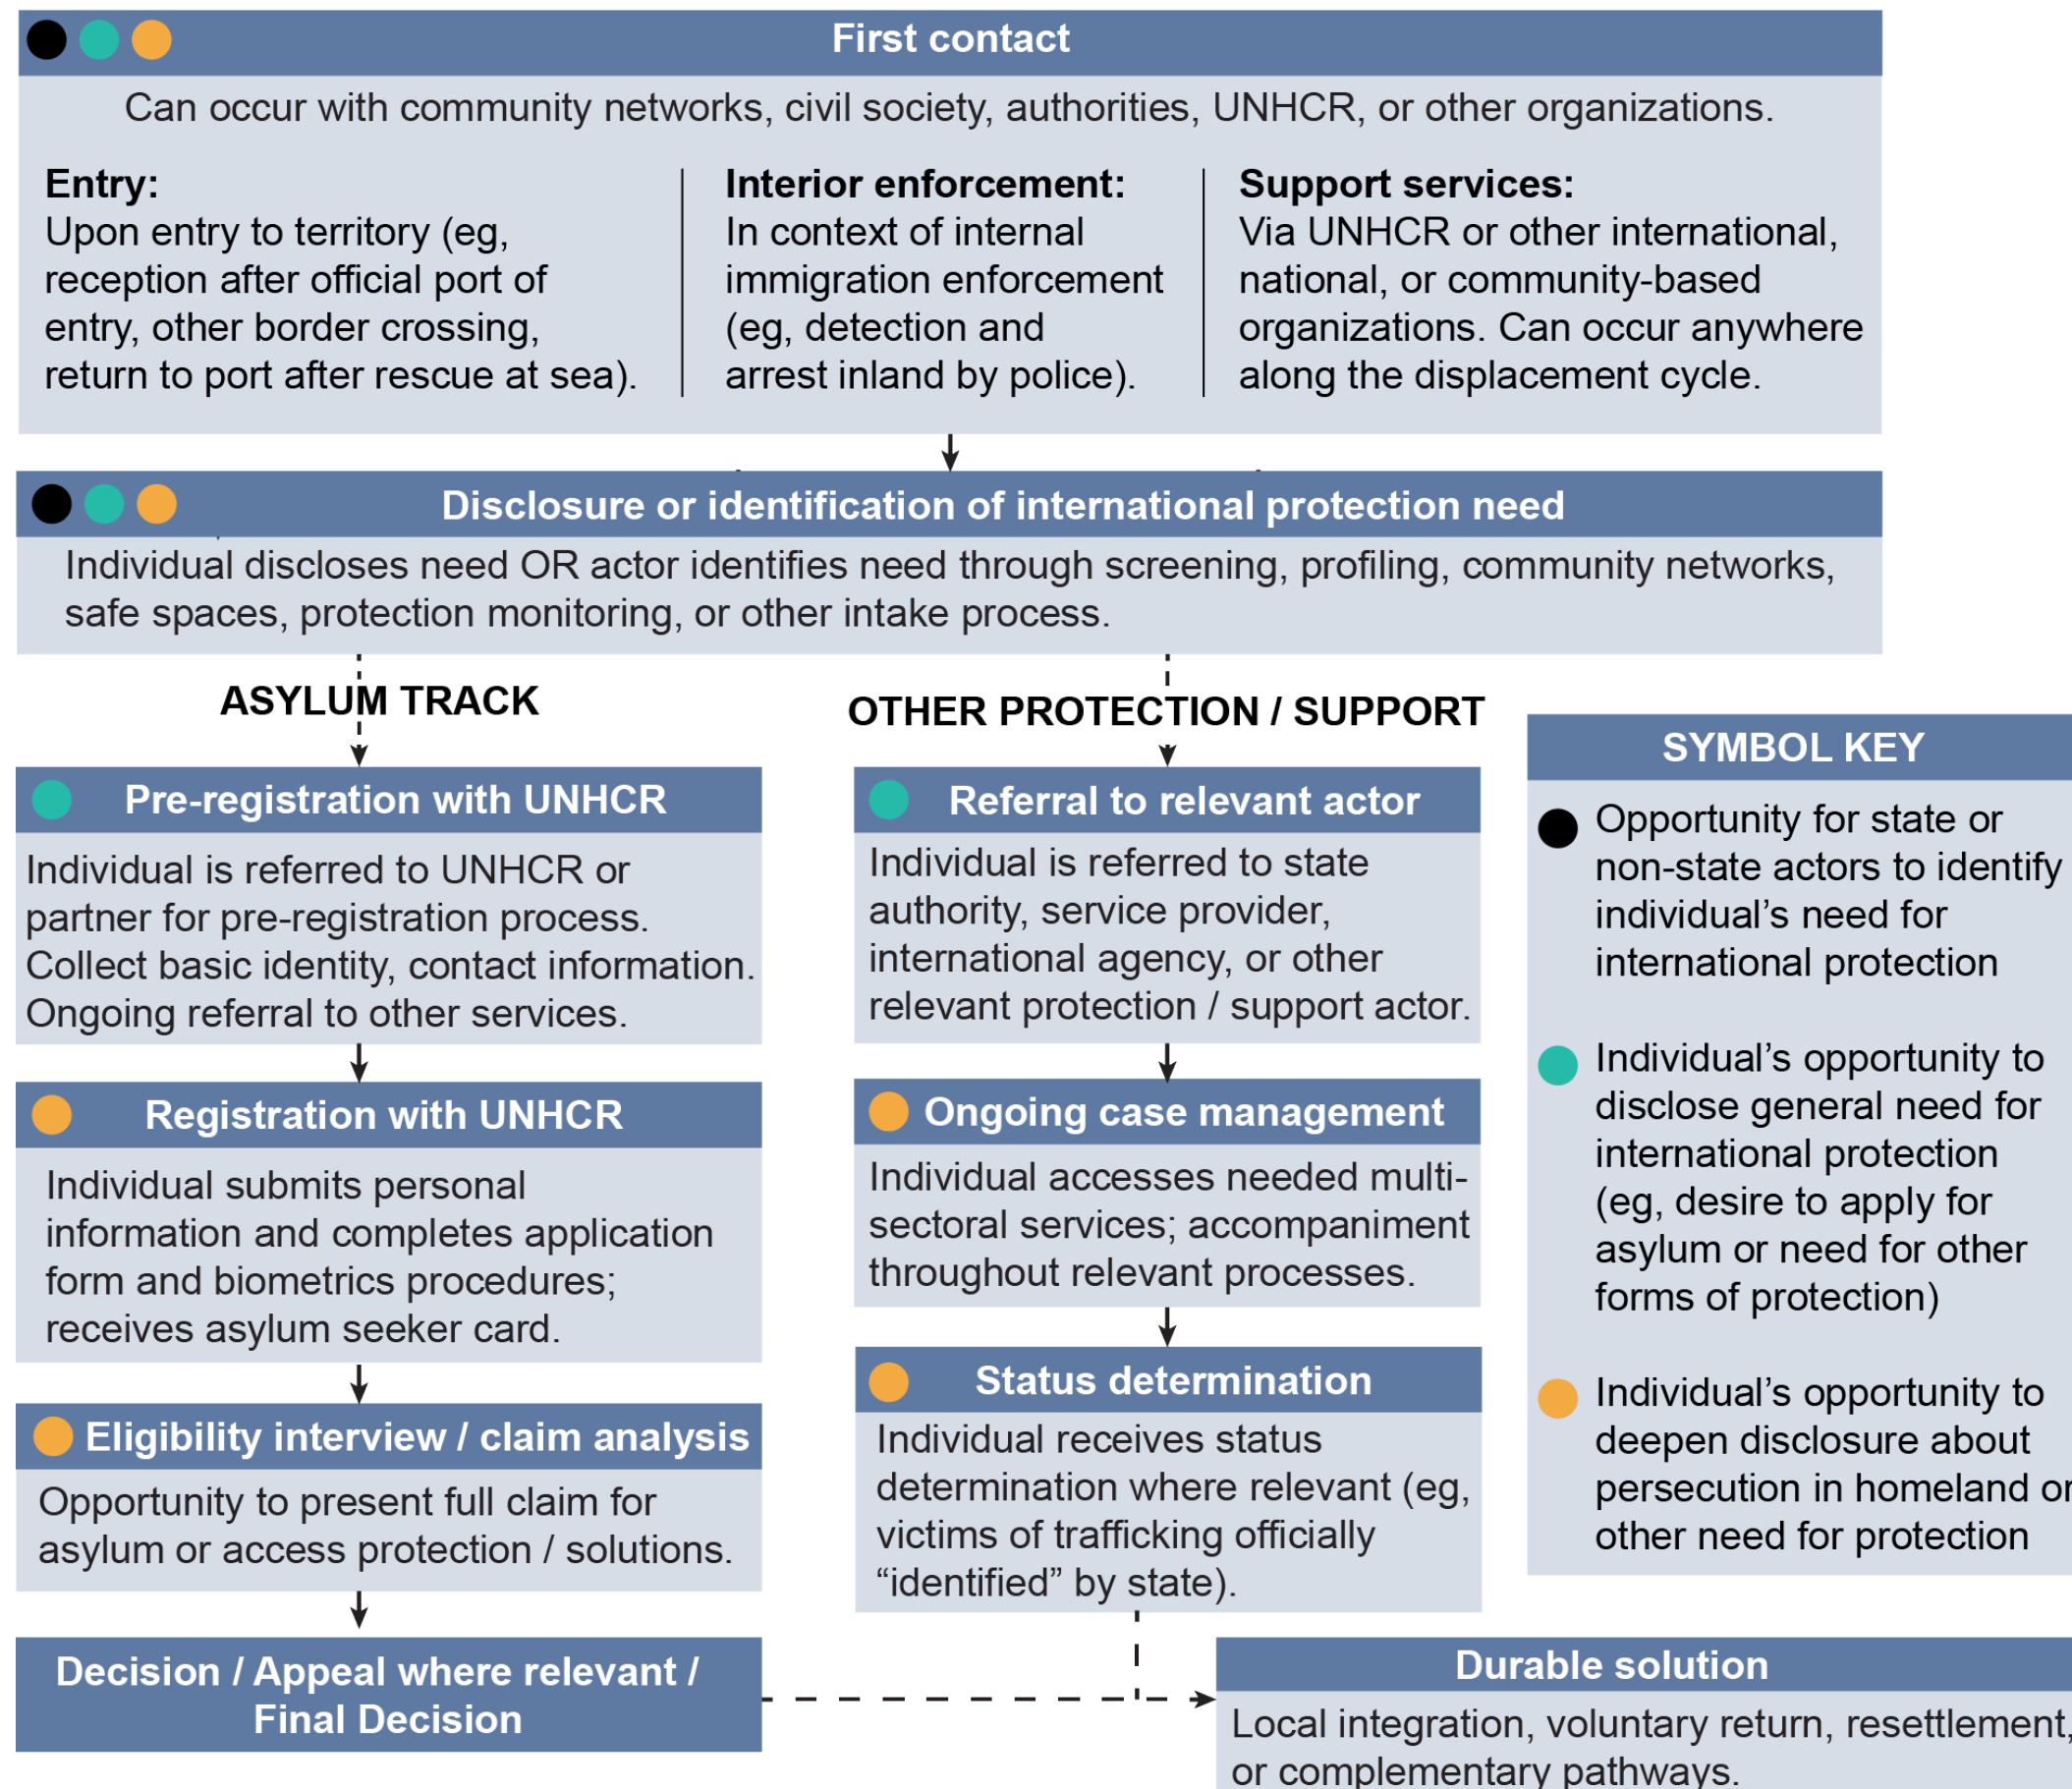 First contact
Can occur with community networks, civil society, authorities, UNHCR, or other organizations.
Entry:
Upon entry to territory (eg,
reception after official port of
entry, other border crossing,
return to port after rescue at sea).
Interior enforcement:
In context of internal
immigration enforcement
(eg, detection and
arrest inland by police).
Support services:
Via UNHCR or other international,
national, or community-based
organizations. Can occur anywhere
along the displacement cycle.
Disclosure or identification of international protection need
Individual discloses need OR actor identifies need through screening, profiling, community networks,
safe spaces, protection monitoring, or other intake process.
ASYLUM TRACK
Pre-registration with UNHCR
Individual is referred to UNHCR or
partner for pre-registration process.
Collect basic identity, contact information.
Ongoing referral to other services.
Registration with UNHCR
Individual submits personal
information and completes application
form and biometrics procedures;
receives asylum seeker card.
Eligibility interview / claim analysis
Opportunity to present full claim for
asylum or access protection / solutions.
Decision / Appeal where relevant /
Final Decision
OTHER PROTECTION / SUPPORT
Referral to relevant actor
Individual is referred to state
authority, service provider,
international agency, or other
relevant protection / support actor.
Ongoing case management
Individual accesses needed multi-
sectoral services; accompaniment
throughout relevant processes.
Status determination
Individual receives status
determination where relevant (eg,
victims of trafficking officially
“identified” by state).
Durable solution
Local integration, voluntary return, resettlement,
or complementary pathways.
SYMBOL KEY
Opportunity for state or
non-state actors to identify
individual’s need for
international protection
Individual’s opportunity to
disclose general need for
international protection
(eg, desire to apply for
asylum or need for other
forms of protection)
Individual’s opportunity to
deepen disclosure about
persecution in homeland or
other need for protection